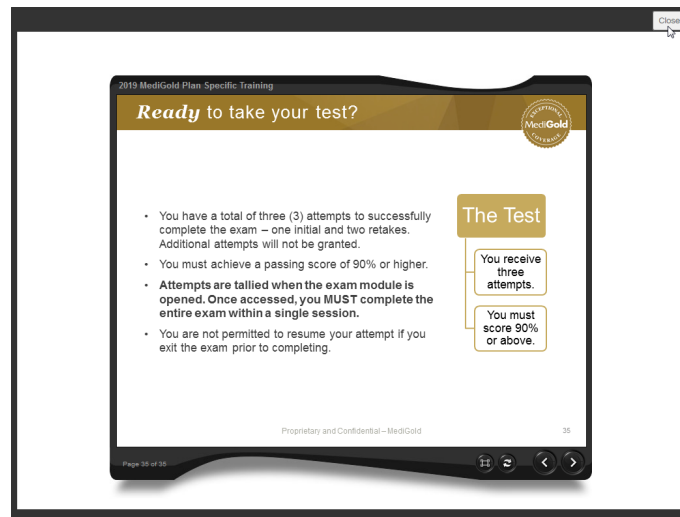 Close
2019 MediGold Plan Specific Training
Ready to take your test?
EXCEPTIONAL
MediGold
COVERAGE
• You have a total of three (3) attempts to successfully
complete the exam – one initial and two retakes.
Additional attempts will not be granted.
• You must achieve a passing score of 90% or higher.
• Attempts are tallied when the exam module is
opened. Once accessed, you MUST complete the
entire exam within a single session.
• You are not permitted to resume your attempt if you
exit the exam prior to completing.
The Test
You receive
three
attempts.
You must
score 90%
or above.
Proprietary and Confidential – MediGold
35
Page 35 of 35